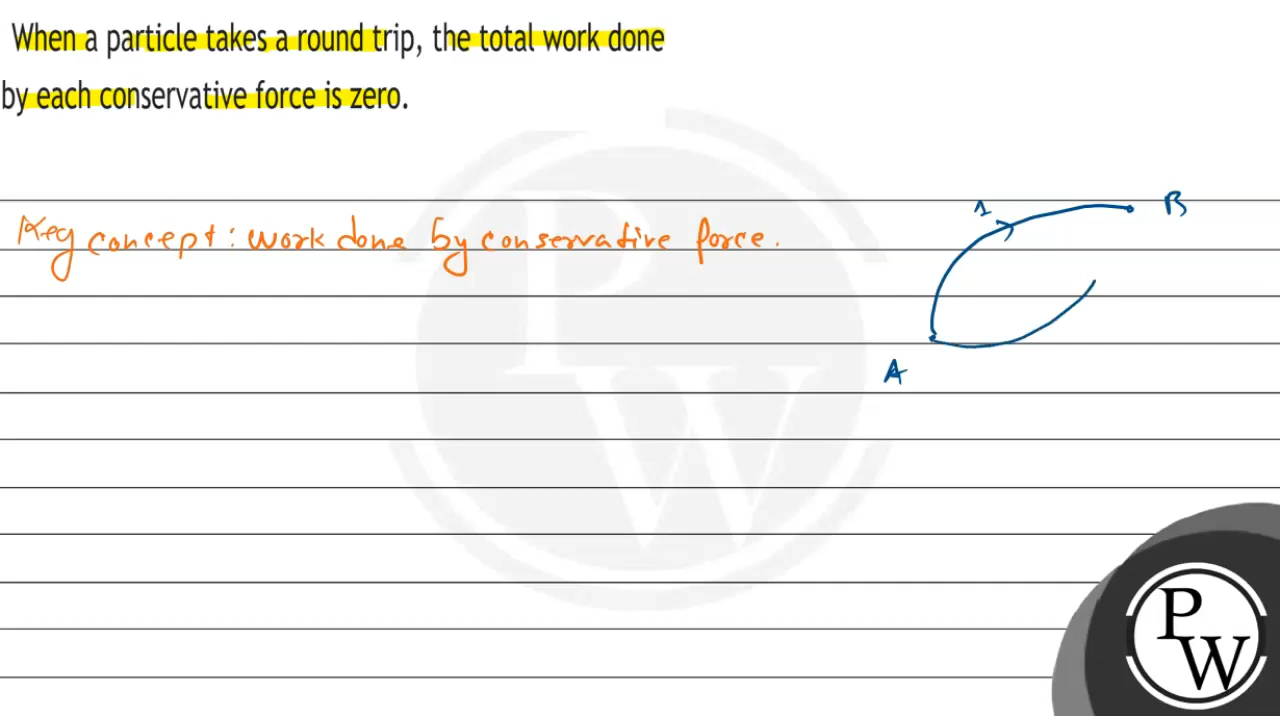 When a particle takes a round trip, the total work done
by each conservative force is zero.
Key concept: work done by conservative force.
1
B
A
PW
PW